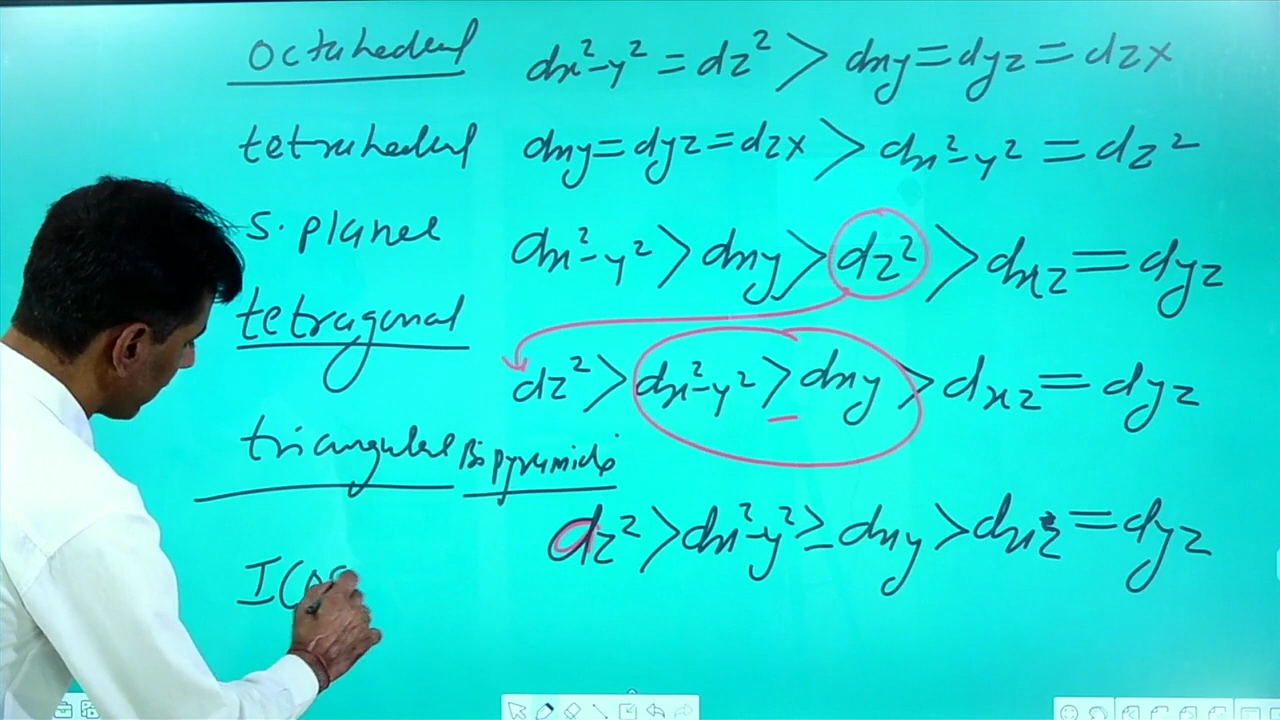 octahedral dx²-y² = dz² > dxy = dyz = dzx
tetrahedral dxy = dyz = dzx > dx²-y² = dz²
S. planer dx²-y² > dxy > dz² > dxz = dyz
tetragonal dz² > dx²-y² > dxy > dxz = dyz
triangular Bipyramids
dz² > dx²-y² ≥ dxy > dxz = dyz